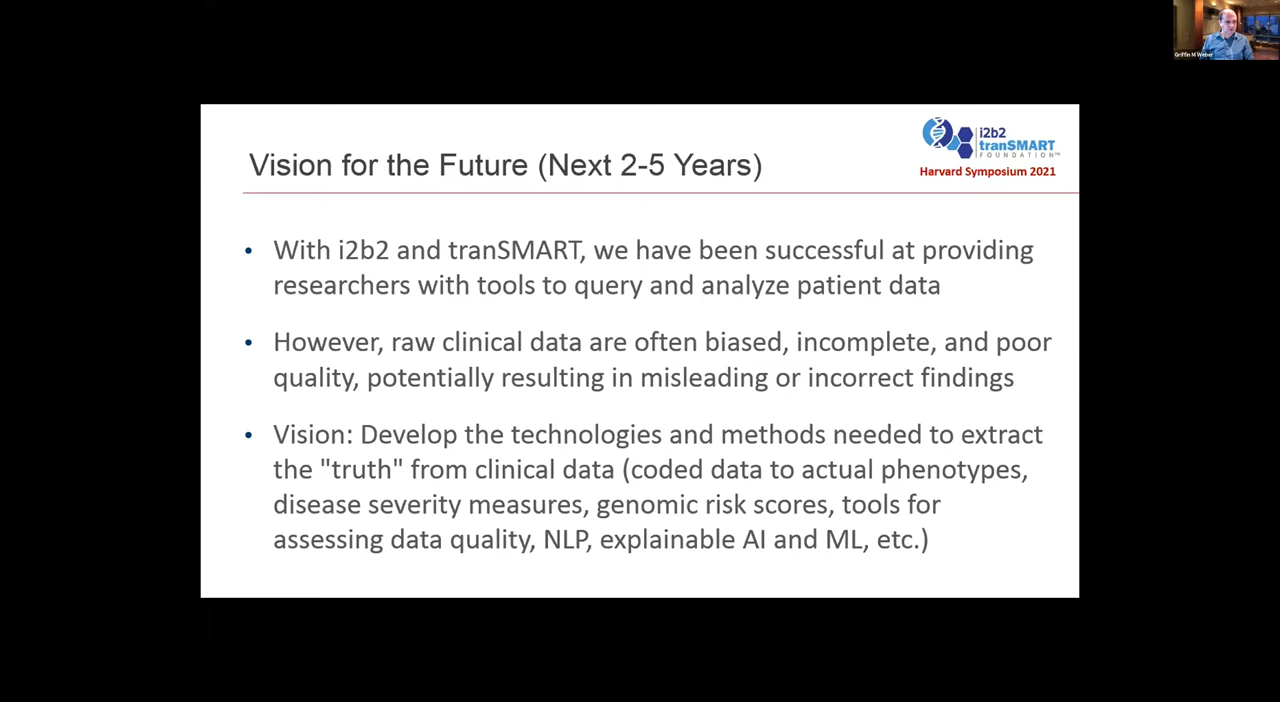 Griffin M Weber
i2b2
tranSMART
FOUNDATION™
Harvard Symposium 2021
Vision for the Future (Next 2-5 Years)
• With i2b2 and tranSMART, we have been successful at providing
researchers with tools to query and analyze patient data
• However, raw clinical data are often biased, incomplete, and poor
quality, potentially resulting in misleading or incorrect findings
• Vision: Develop the technologies and methods needed to extract
the "truth" from clinical data (coded data to actual phenotypes,
disease severity measures, genomic risk scores, tools for
assessing data quality, NLP, explainable AI and ML, etc.)